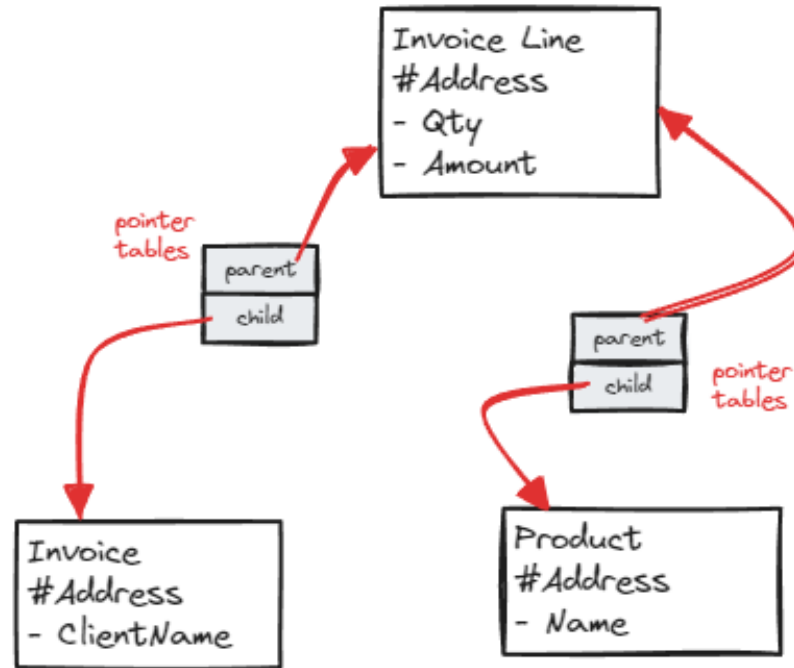 Invoice Line
#Address
- Qty
- Amount
pointer
tables
parent
child
parent
child
pointer
tables
Invoice
#Address
- ClientName
Product
#Address
- Name